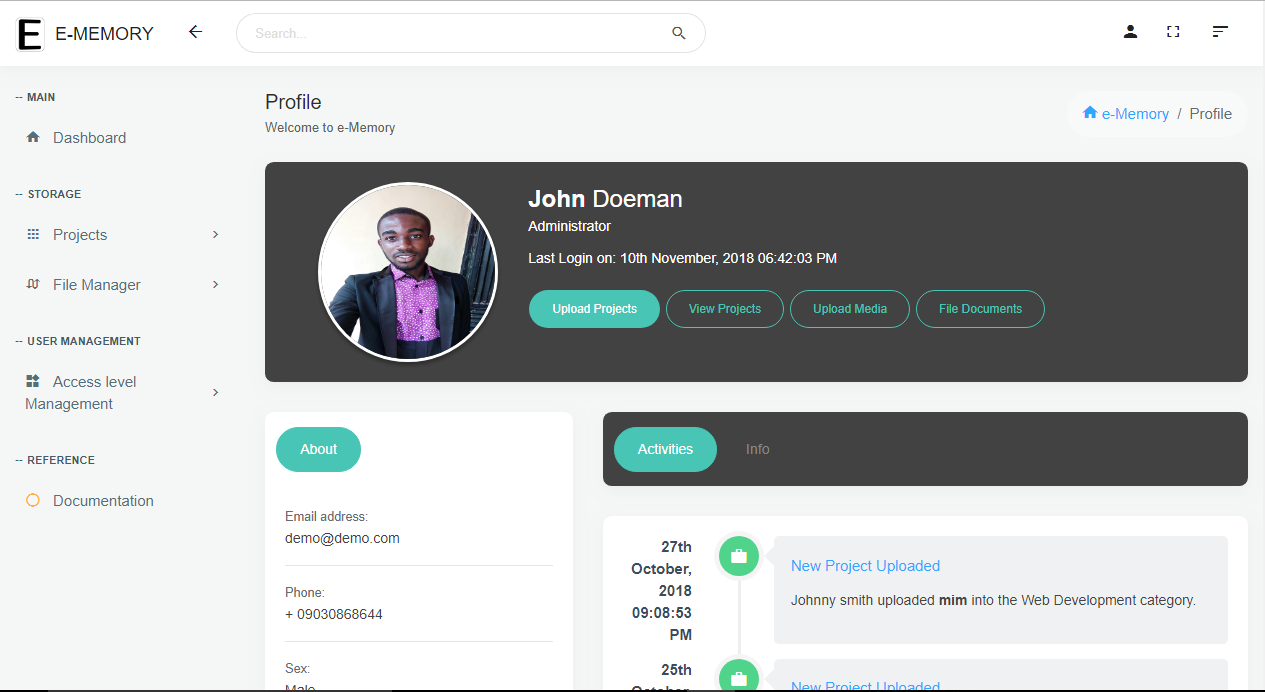 E E-MEMORY
Search...
-- MAIN
Dashboard
-- STORAGE
Projects
File Manager
-- USER MANAGEMENT
Access level
Management
-- REFERENCE
Documentation
Profile
Welcome to e-Memory
e-Memory / Profile
John Doeman
Administrator
Last Login on: 10th November, 2018 06:42:03 PM
Upload Projects View Projects Upload Media File Documents
About
Email address:
demo@demo.com
Phone:
+ 09030868644
Sex:
Male
Activities Info
27th
October,
2018
09:08:53
PM
New Project Uploaded
Johnny smith uploaded mim into the Web Development category.
25th
October,
New Project Uploaded